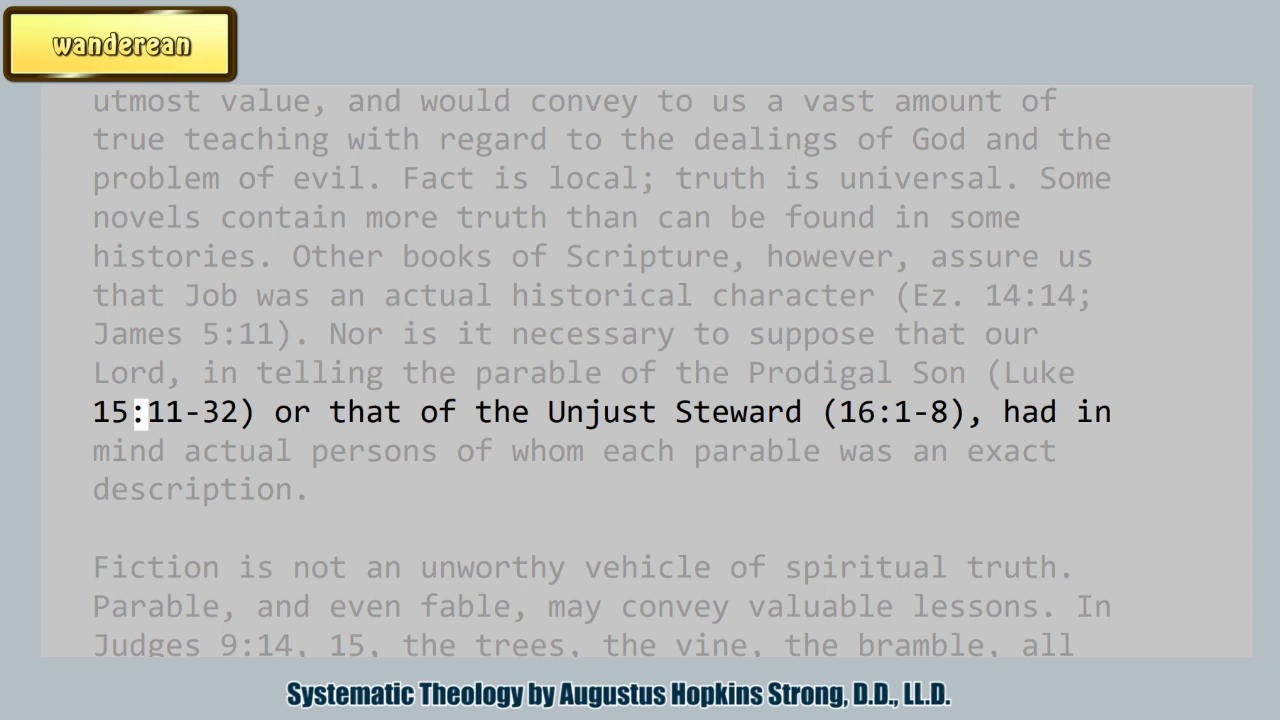 wanderean
utmost value, and would convey to us a vast amount of
true teaching with regard to the dealings of God and the
problem of evil. Fact is local; truth is universal. Some
novels contain more truth than can be found in some
histories. Other books of Scripture, however, assure us
that Job was an actual historical character (Ez. 14:14;
James 5:11). Nor is it necessary to suppose that our
Lord, in telling the parable of the Prodigal Son (Luke
15:11-32) or that of the Unjust Steward (16:1-8), had in
mind actual persons of whom each parable was an exact
description.
Fiction is not an unworthy vehicle of spiritual truth.
Parable, and even fable, may convey valuable lessons. In
Judges 9:14, 15, the trees, the vine, the bramble, all
Systematic Theology by Augustus Hopkins Strong, D.D., LL.D.